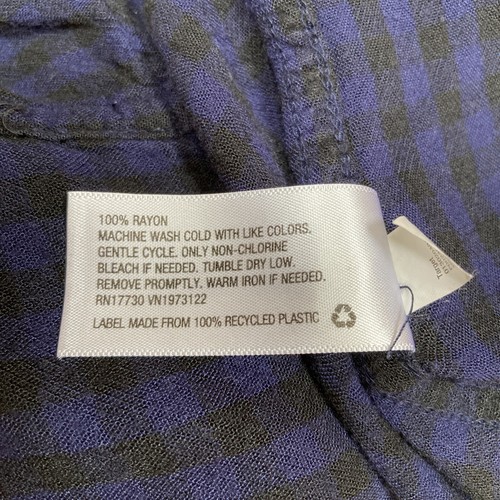 100% RAYON
MACHINE WASH COLD WITH LIKE COLORS.
GENTLE CYCLE. ONLY NON-CHLORINE
BLEACH IF NEEDED. TUMBLE DRY LOW.
REMOVE PROMPTLY. WARM IRON IF NEEDED.
RN17730 VN1973122
LABEL MADE FROM 100% RECYCLED PLASTIC
Target